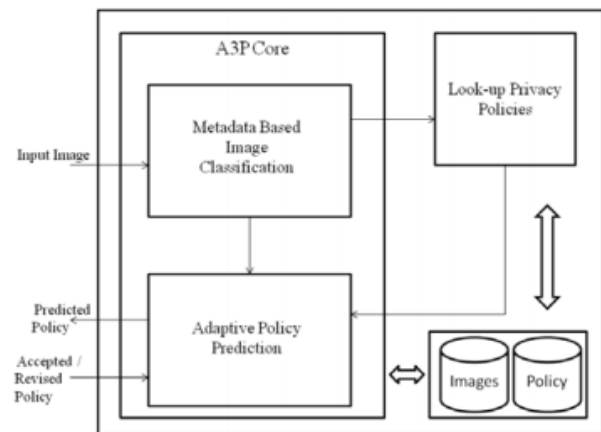 A3P Core
Metadata Based
Image
Classification
Look-up Privacy
Policies
Input Image
Predicted
Policy
Adaptive Policy
Prediction
Accepted /
Revised
Policy
Images
Policy